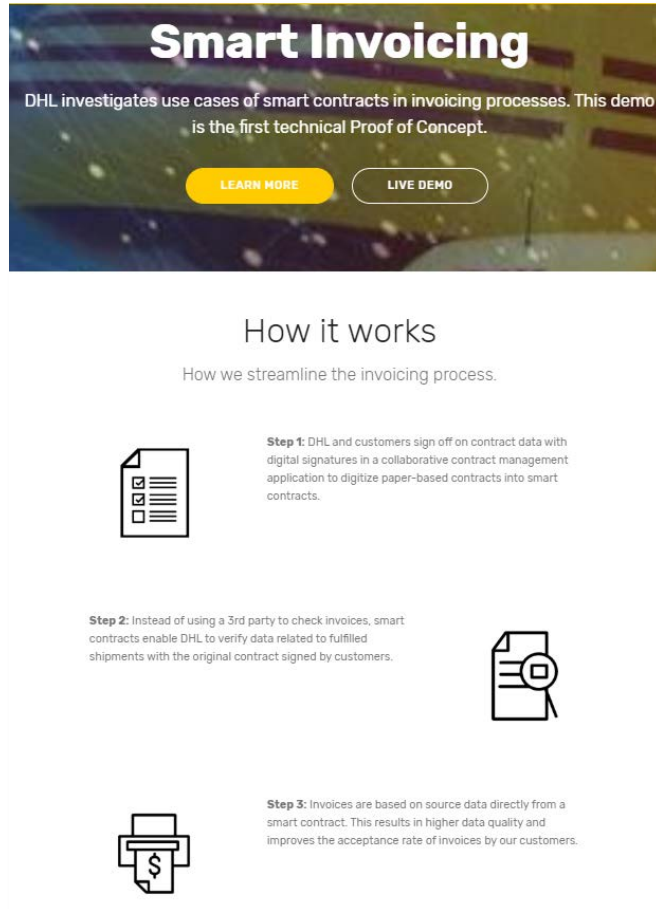 Smart Invoicing
DHL investigates use cases of smart contracts in invoicing processes. This demo
is the first technical Proof of Concept.
LEARN MORE
LIVE DEMO
How it works
How we streamline the invoicing process.
Step 1: DHL and customers sign off on contract data with
digital signatures in a collaborative contract management
application to digitize paper-based contracts into smart
contracts.
Step 2: Instead of using a 3rd party to check invoices, smart
contracts enable DHL to verify data related to fulfilled
shipments with the original contract signed by customers.
Step 3: Invoices are based on source data directly from a
smart contract. This results in higher data quality and
improves the acceptance rate of invoices by our customers.
$